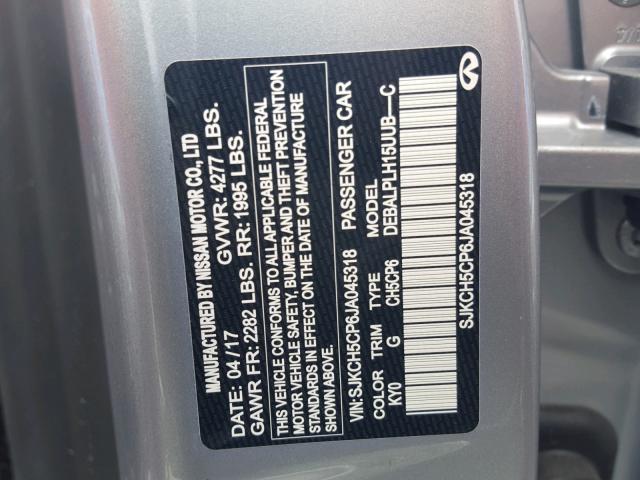 MANUFACTURED BY NISSAN MOTOR CO., LTD
DATE: 04/17 GVWR: 4277 LBS.
GAWR FR: 2282 LBS. RR: 1995 LBS.
THIS VEHICLE CONFORMS TO ALL APPLICABLE FEDERAL
MOTOR VEHICLE SAFETY, BUMPER AND THEFT PREVENTION
STANDARDS IN EFFECT ON THE DATE OF MANUFACTURE
SHOWN ABOVE.
VIN: SJKCH5CP6JA045318 PASSENGER CAR
COLOR TRIM TYPE MODEL
KY0 G CH5CP6 DEBALPLH15UUB-C
SJKCH5CP6JA045318